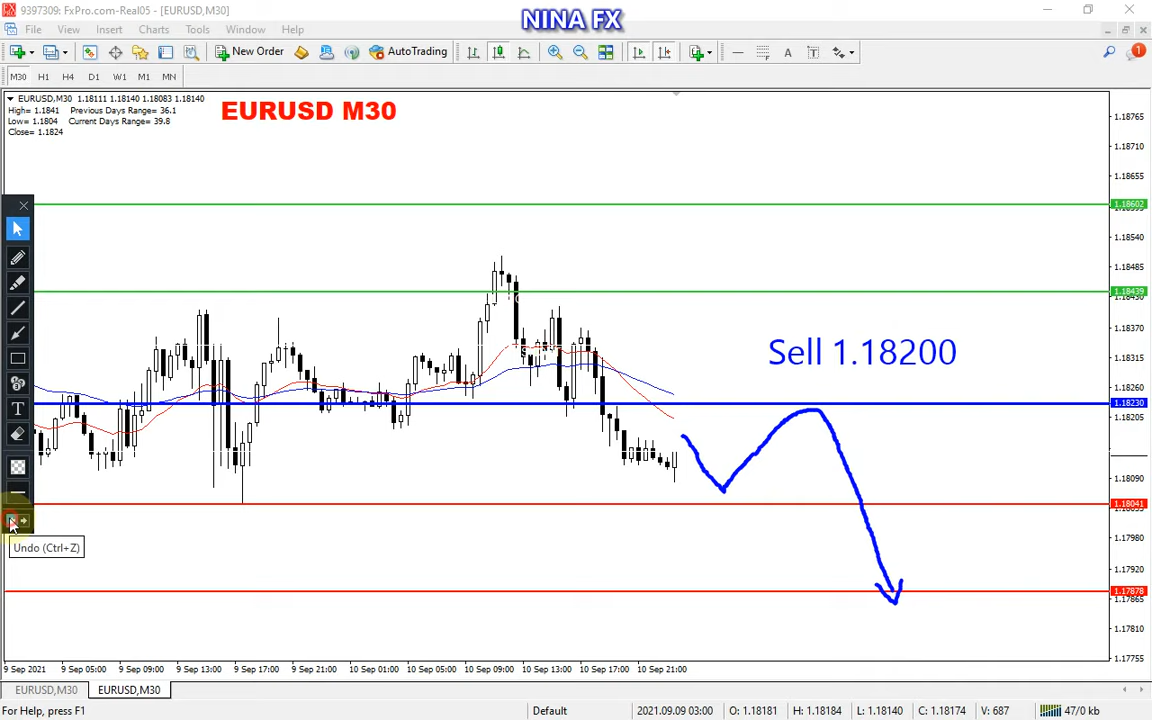 9397309: FxPro.com-Real05 - [EURUSD,M30]
NINA FX
File View Insert Charts Tools Window Help
New Order AutoTrading 1
M30 H1 H4 D1 W1 M1 MN
EURUSD,M30 1.18111 1.18140 1.18083 1.18140
High= 1.1841 Previous Days Range= 36.1
Low= 1.1804 Current Days Range= 39.8
Close= 1.1824
EURUSD M30
1.18765
1.18710
1.18655
1.18602
1.18540
1.18485
1.18439
1.18430
1.18370
1.18315
Sell 1.18200
1.18260
1.18230
1.18205
1.18090
1.18041
Undo (Ctrl+Z)
1.17980
1.17920
1.17878
1.17865
1.17810
1.17755
9 Sep 2021 9 Sep 05:00 9 Sep 09:00 9 Sep 13:00 9 Sep 17:00 9 Sep 21:00 10 Sep 01:00 10 Sep 05:00 10 Sep 09:00 10 Sep 13:00 10 Sep 17:00 10 Sep 21:00
EURUSD,M30 EURUSD,M30
For Help, press F1 Default 2021.09.09 03:00 O: 1.18181 H: 1.18184 L: 1.18140 C: 1.18174 V: 687 47/0 kb